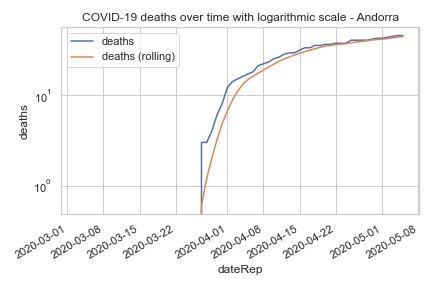 COVID-19 deaths over time with logarithmic scale - Andorra
deaths
deaths (rolling)
10¹
10⁰
deaths
2020-03-01
2020-03-08
2020-03-15
2020-03-22
2020-04-01
2020-04-08
2020-04-15
2020-04-22
2020-05-01
2020-05-08
dateRep